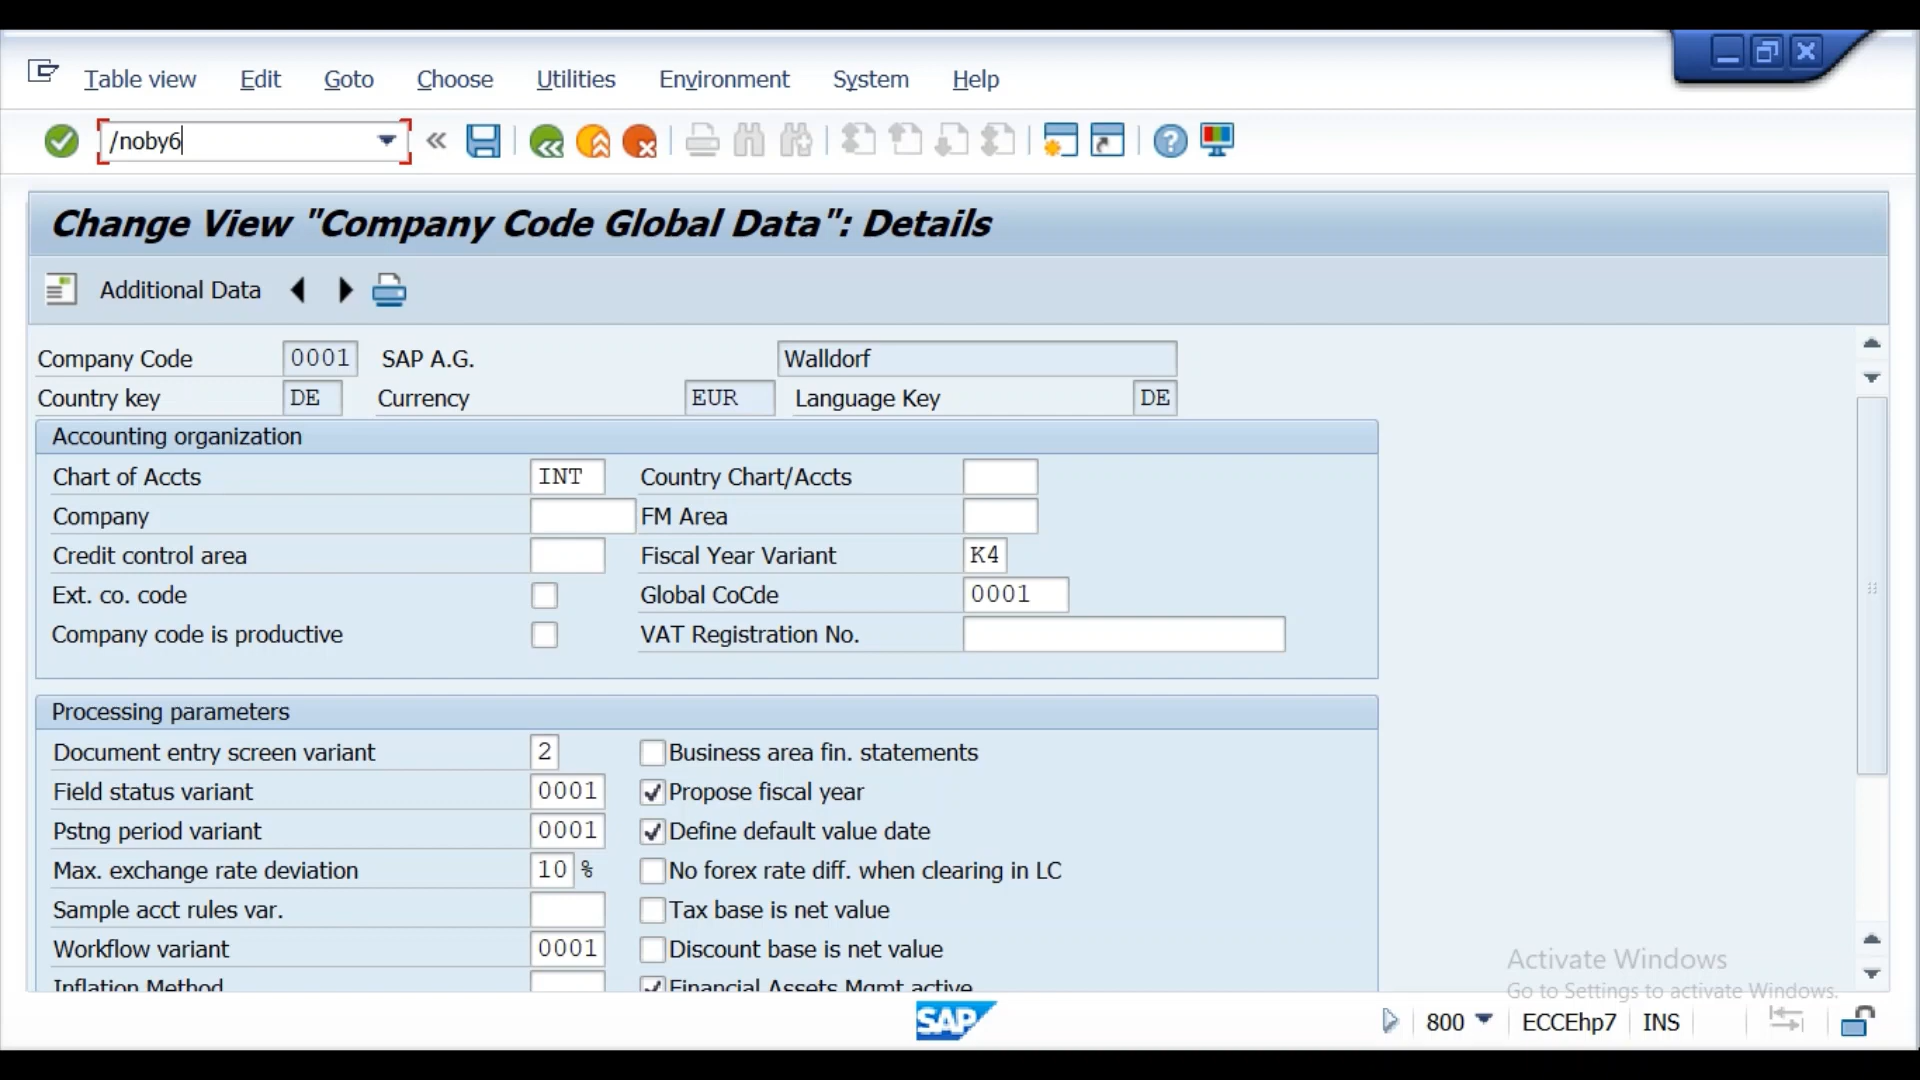 Table view Edit Goto Choose Utilities Environment System Help
/noby6
Change View "Company Code Global Data": Details
Additional Data
Company Code 0001 SAP A.G. Walldorf
Country key DE Currency EUR Language Key DE
Accounting organization
Chart of Accts INT Country Chart/Accts
Company FM Area
Credit control area Fiscal Year Variant K4
Ext. co. code Global CoCde 0001
Company code is productive VAT Registration No.
Processing parameters
Document entry screen variant 2 Business area fin. statements
Field status variant 0001 Propose fiscal year
Pstng period variant 0001 Define default value date
Max. exchange rate deviation 10 % No forex rate diff. when clearing in LC
Sample acct rules var. Tax base is net value
Workflow variant 0001 Discount base is net value
Inflation Method Financial Assets Mgmt active
Activate Windows
Go to Settings to activate Windows.
SAP 800 ECCEhp7 INS